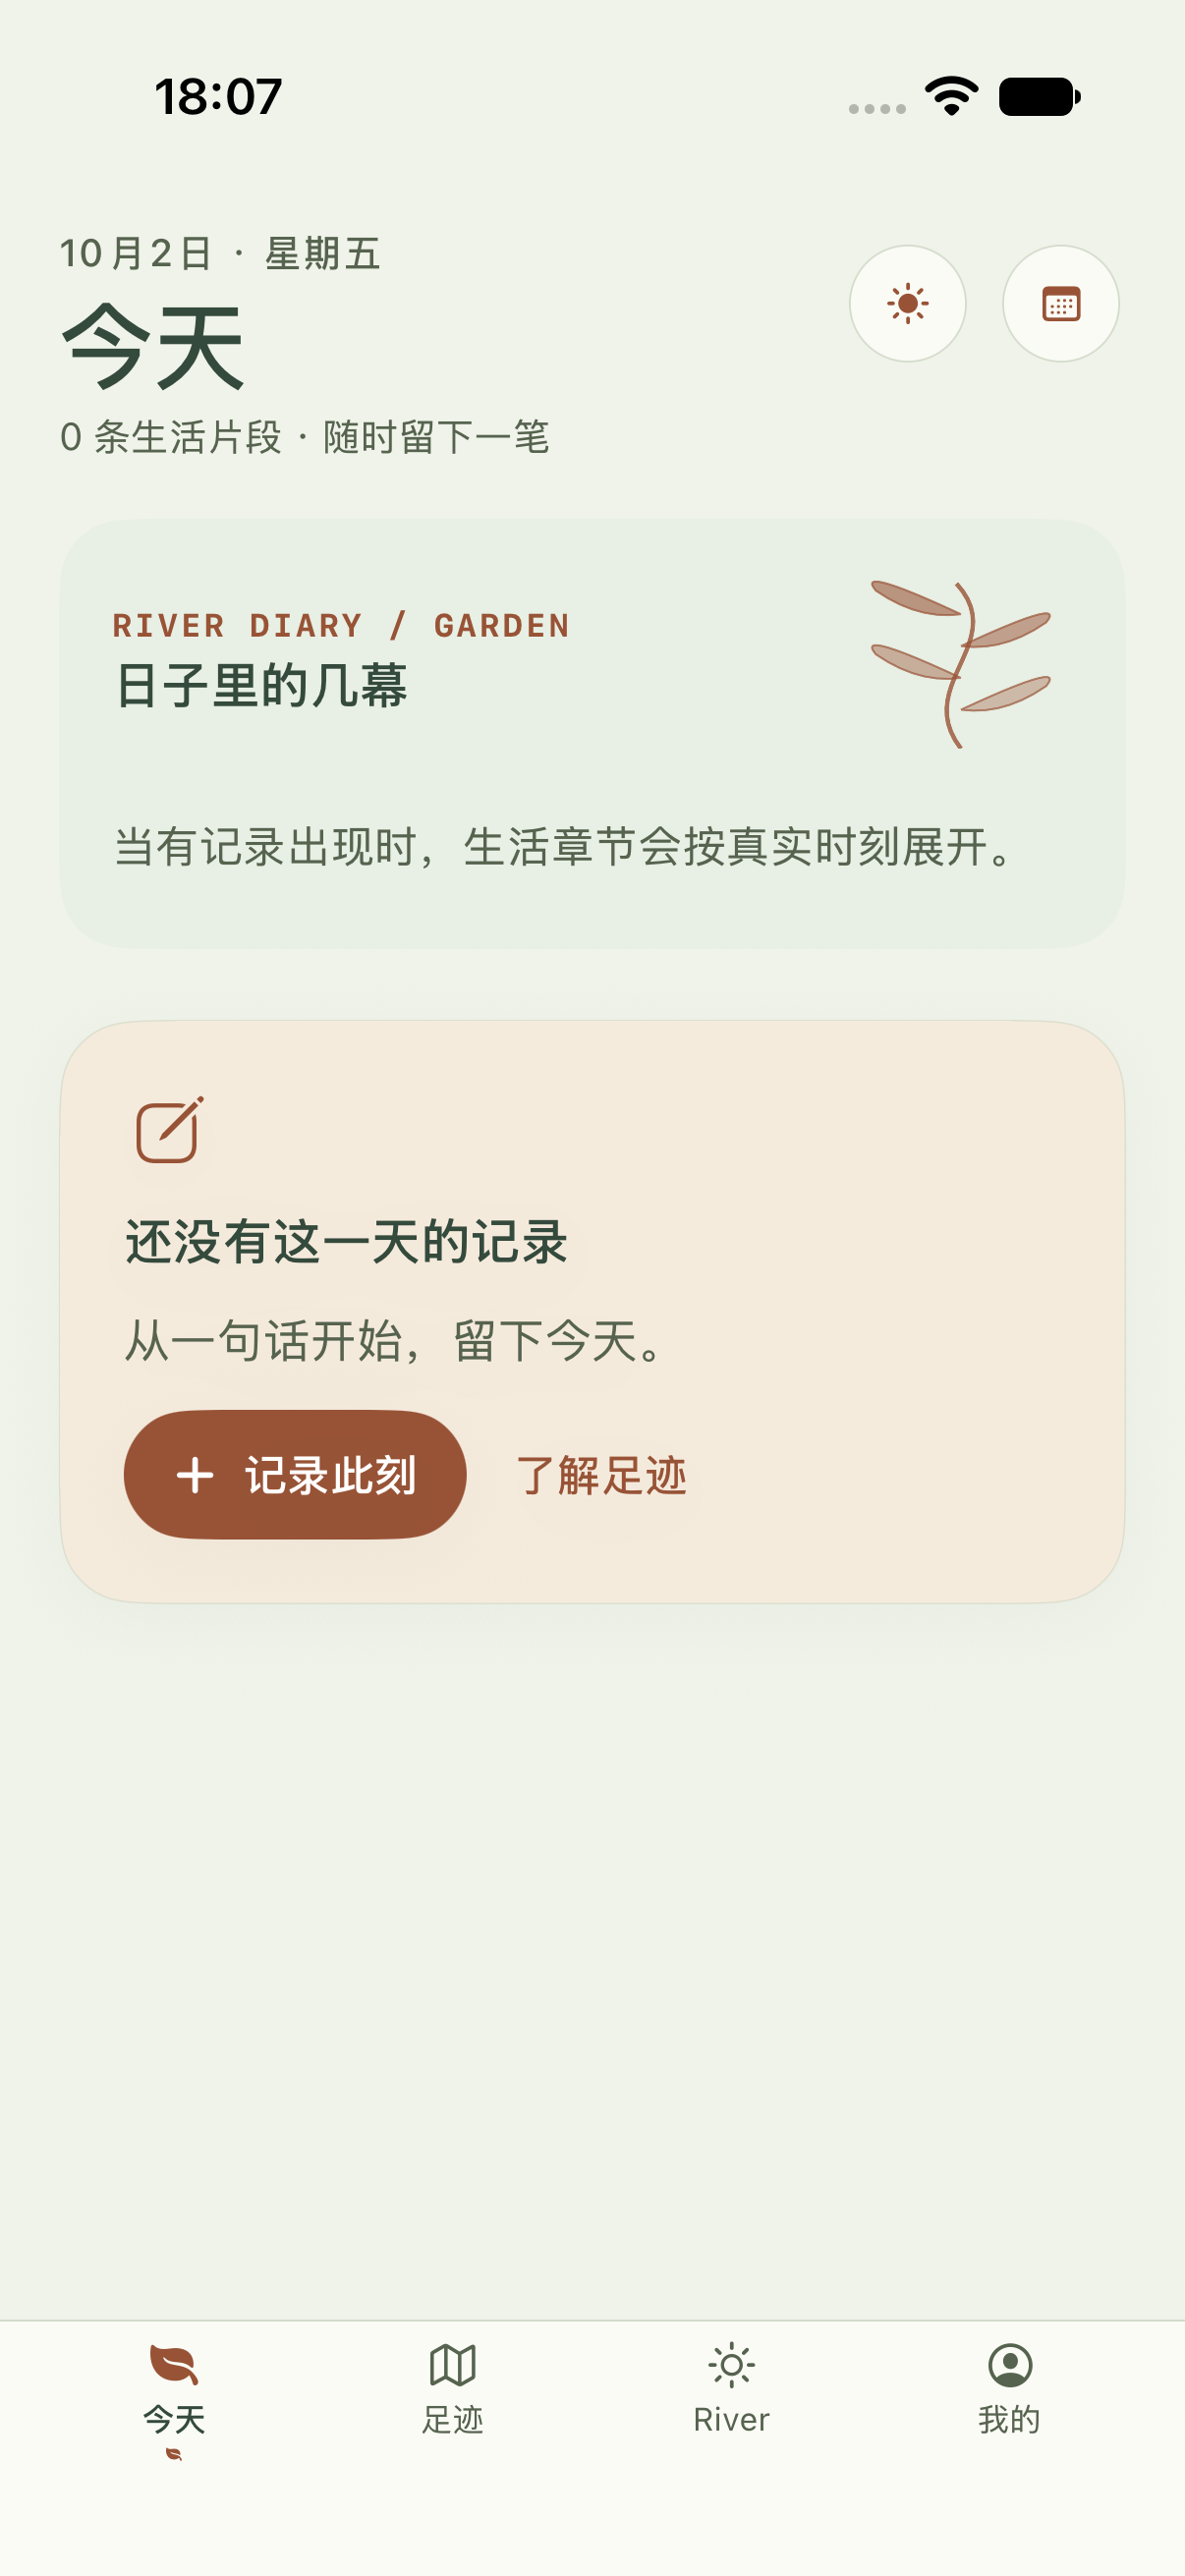 18:07
10月2日 · 星期五
今天
0 条生活片段 · 随时留下一笔
RIVER DIARY / GARDEN
日子里的几幕
当有记录出现时，生活章节会按真实时刻展开。
还没有这一天的记录
从一句话开始，留下今天。
+ 记录此刻
了解足迹
今天
足迹
River
我的